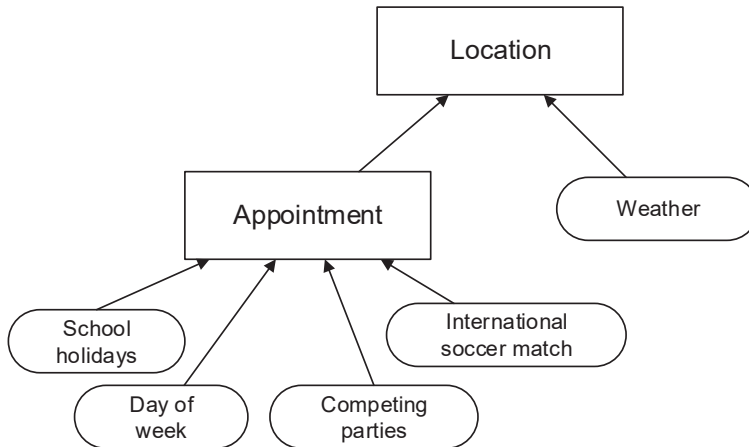 Location
Appointment
Weather
School
holidays
International
soccer match
Day of
week
Competing
parties